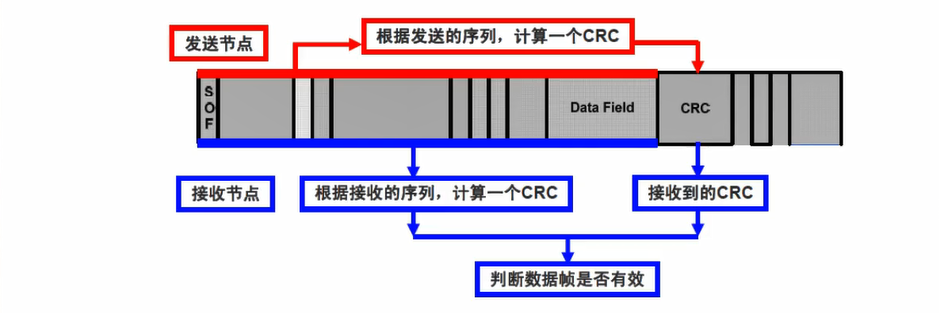 发送节点
根据发送的序列，计算一个CRC
SOF
Data Field
CRC
接收节点
根据接收的序列，计算一个CRC
接收到的CRC
判断数据帧是否有效